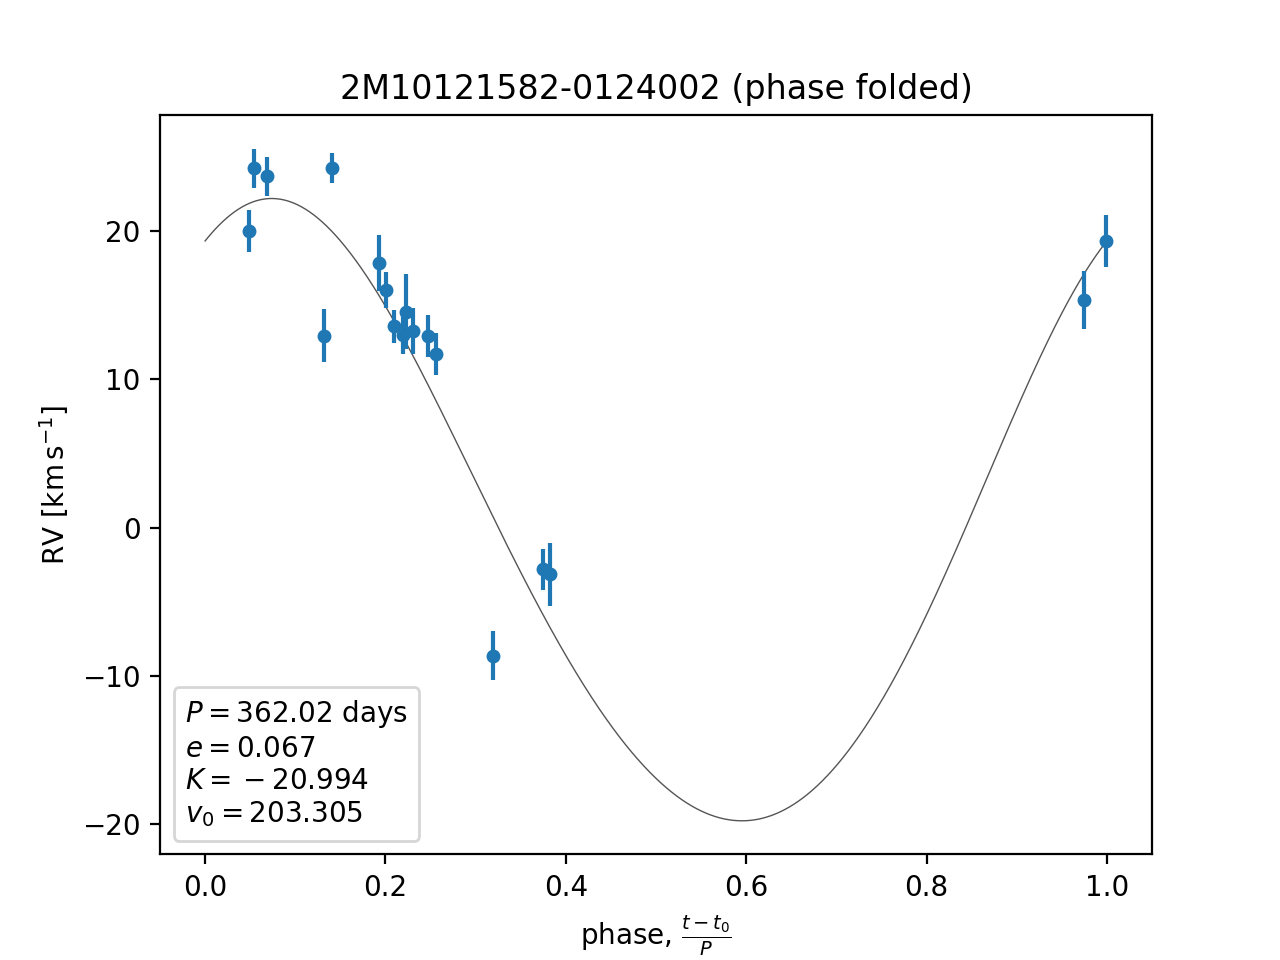 2M10121582-0124002 (phase folded)
RV [km s⁻¹]
20
10
0
−10
−20
P = 362.02 days
e = 0.067
K = −20.994
v₀ = 203.305
0.0 0.2 0.4 0.6 0.8 1.0
phase, (t − t₀)/P